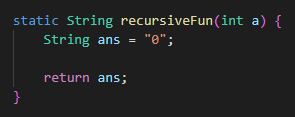 static String recursiveFun(int a) {
    String ans = "0";
    return ans;
}